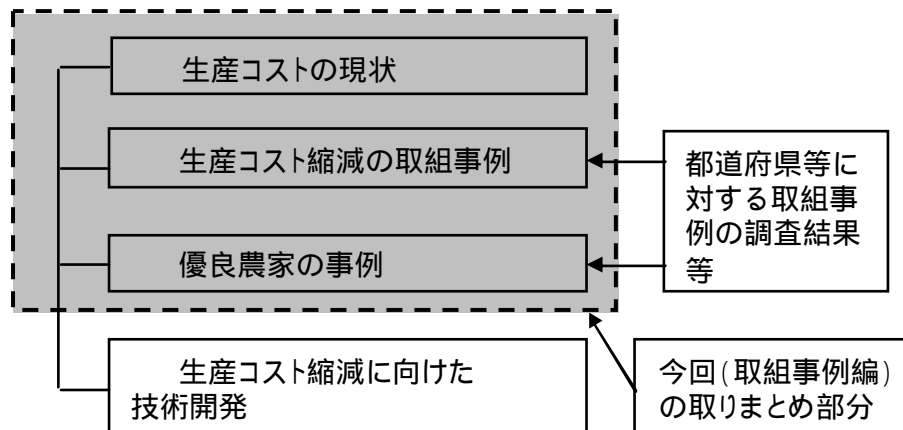 生産コストの現状
生産コスト縮減の取組事例
優良農家の事例
生産コスト縮減に向けた
技術開発
都道府県等に
対する取組事
例の調査結果
等
今回(取組事例編)
の取りまとめ部分